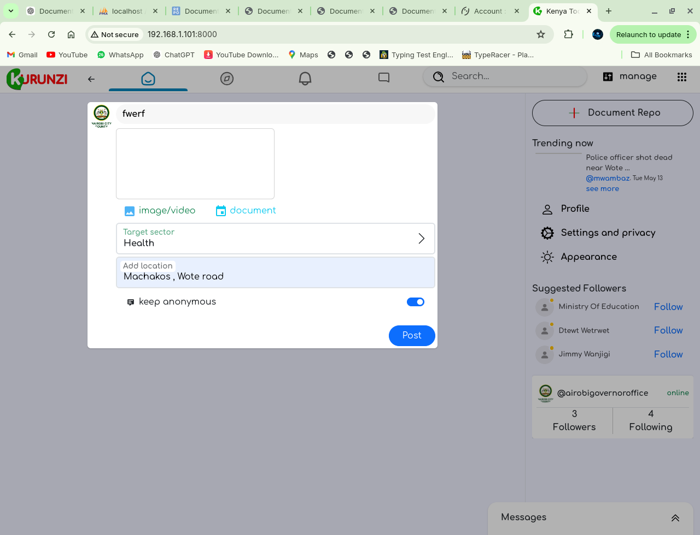 Documen
localhost
Document
Documen
Documen
Documen
Account
Kenya To
Not secure
192.168.1.101:8000
Relaunch to update
Gmail
YouTube
WhatsApp
ChatGPT
YouTube Downlo...
Maps
Typing Test Engl...
TypeRacer - Pla...
All Bookmarks
KURUNZI
Search...
manage
fwerf
image/video
document
Target sector
Health
Add location
Machakos , Wote road
keep anonymous
Post
Document Repo
Trending now
Police officer shot dead
near Wote ...
@mwambaz. Tue May 13
see more
Profile
Settings and privacy
Appearance
Suggested Followers
Ministry Of Education
Follow
Dtewt Wetrwet
Follow
Jimmy Wanjigi
Follow
@airobigovernoroffice
online
3
Followers
4
Following
Messages